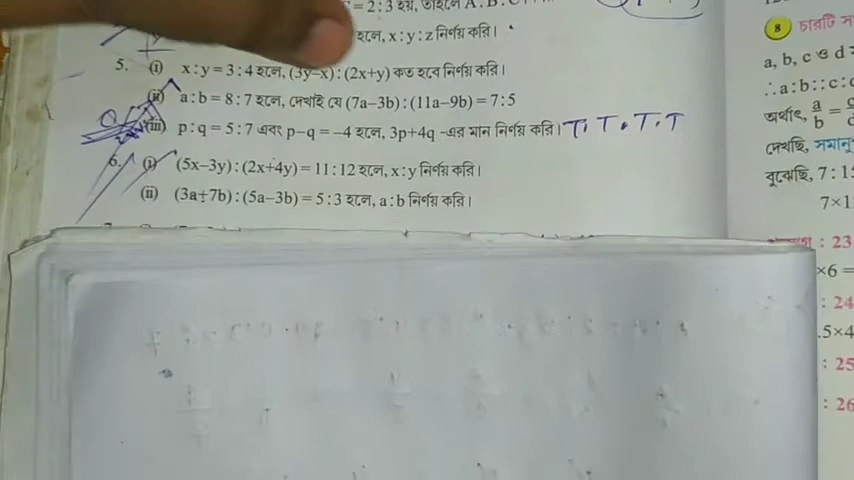 = 2 : 3 হয়, তাহলে A : B : C
হলে, x : y : z নির্ণয় করি।
5. (i) x : y = 3 : 4 হলে, (3y–x) : (2x+y) কত হবে নির্ণয় করি।
(ii) a : b = 8 : 7 হলে, দেখাই যে (7a–3b) : (11a–9b) = 7 : 5
(iii) p : q = 5 : 7 এবং p–q = –4 হলে, 3p+4q -এর মান নির্ণয় করি। T. T. T. T
6. (i) (5x–3y) : (2x+4y) = 11 : 12 হলে, x : y নির্ণয় করি।
(ii) (3a+7b) : (5a–3b) = 5 : 3 হলে, a : b নির্ণয় করি।
8 চারটি
a, b, c ও d
∴ a : b : : c :
অর্থাৎ, a/b =
দেখছি,
বুঝেছি, 7 :
7×1
: 23
×6 =
: 24
.5×4
: 25
: 26